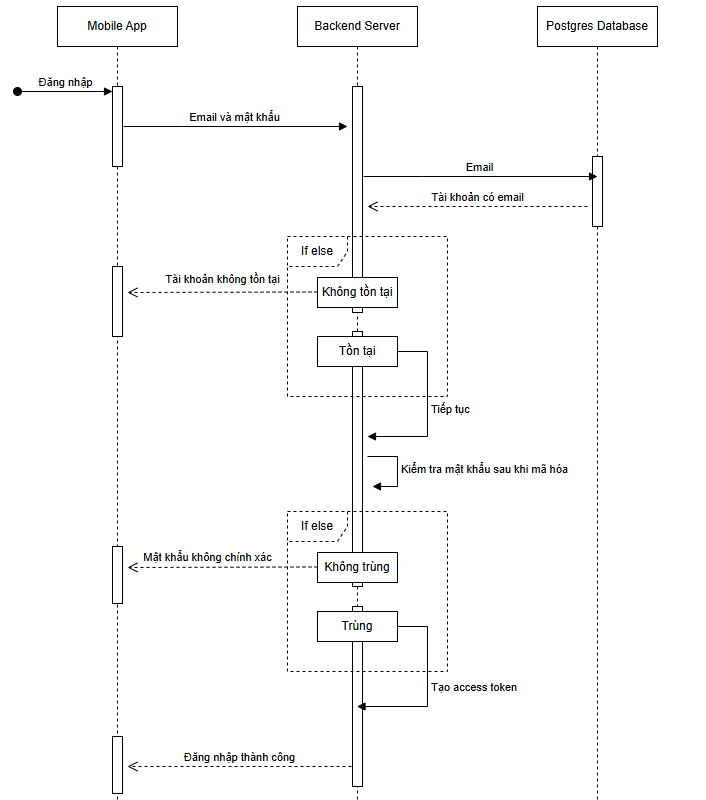 Mobile App
Backend Server
Postgres Database
Đăng nhập
Email và mật khẩu
Email
Tài khoản có email
If else
Tài khoản không tồn tại
Không tồn tại
Tồn tại
Tiếp tục
Kiểm tra mật khẩu sau khi mã hóa
If else
Mật khẩu không chính xác
Không trùng
Trùng
Tạo access token
Đăng nhập thành công